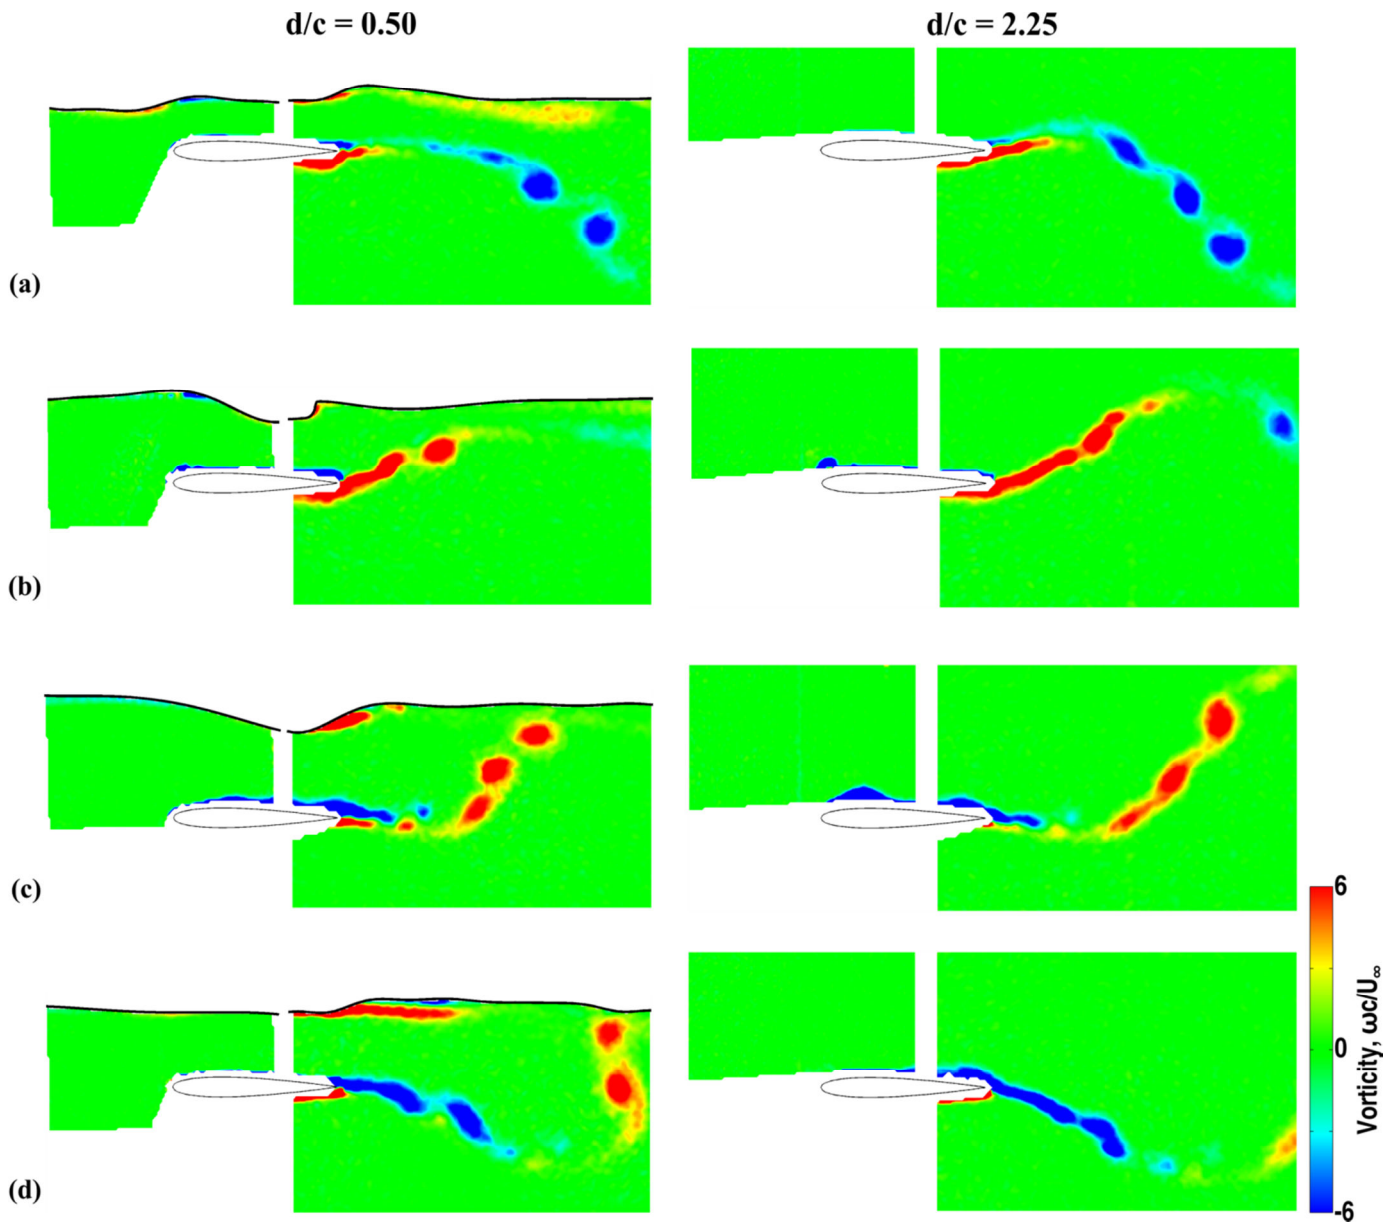 d/c = 0.50
d/c = 2.25
(a)
(b)
(c)
(d)
6
0
-6
Vorticity, ωc/U∞